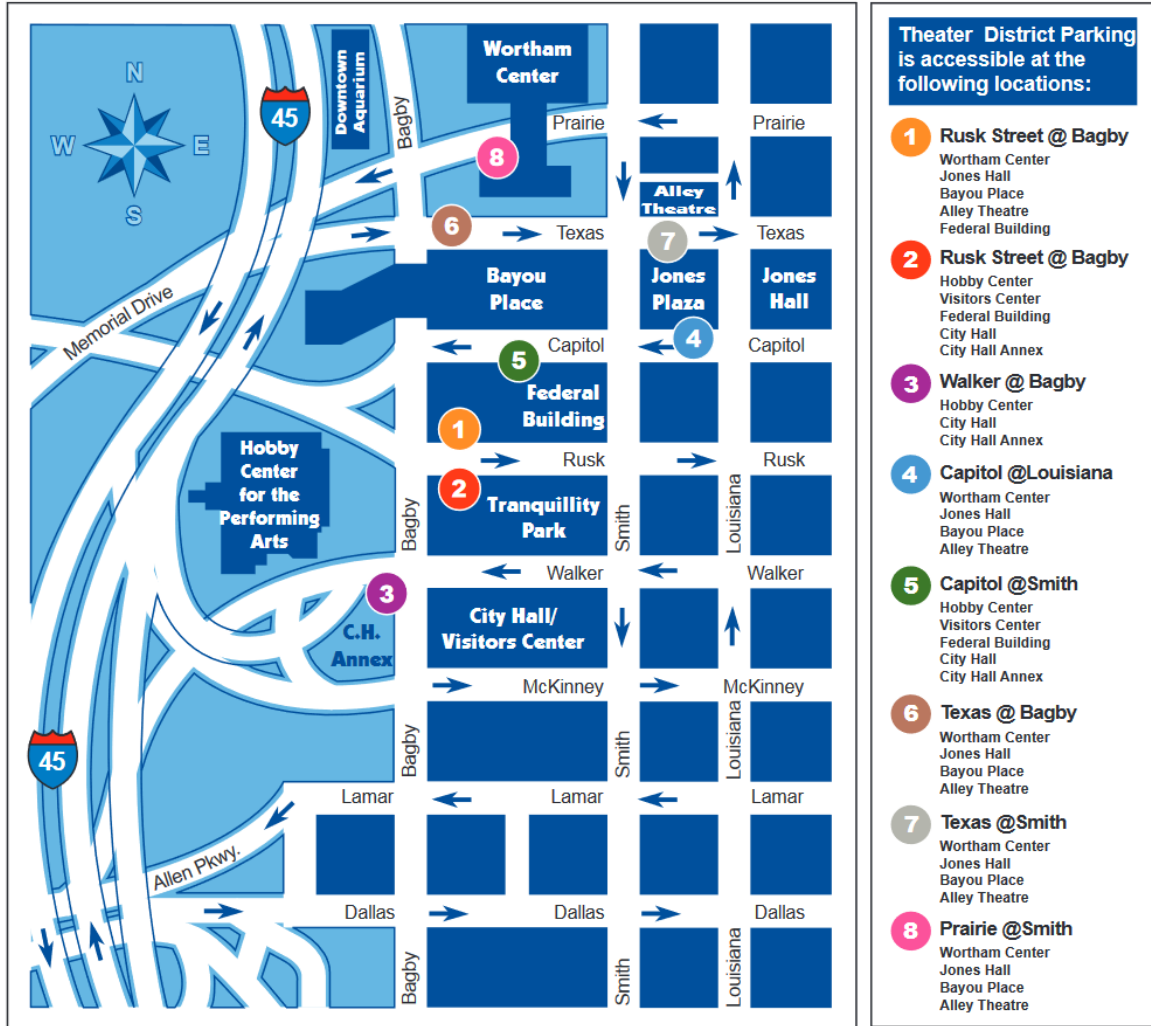 Wortham
Center
Downtown
Aquarium
Bagby
45
N
W
E
S
Prairie
Prairie
8
Alley
Theatre
6
7
Texas
Texas
Bayou
Place
Jones
Plaza
Jones
Hall
Memorial Drive
4
Capitol
Capitol
5
Federal
Building
1
Rusk
Rusk
Hobby
Center
for the
Performing
Arts
2
Tranquillity
Park
Bagby
Smith
Louisiana
Walker
Walker
3
C.H.
Annex
City Hall/
Visitors Center
McKinney
McKinney
45
Bagby
Smith
Louisiana
Lamar
Lamar
Lamar
Allen Pkwy.
Dallas
Dallas
Dallas
Bagby
Smith
Louisiana
Theater District Parking
is accessible at the
following locations:
1 Rusk Street @ Bagby
Wortham Center
Jones Hall
Bayou Place
Alley Theatre
Federal Building
2 Rusk Street @ Bagby
Hobby Center
Visitors Center
Federal Building
City Hall
City Hall Annex
3 Walker @ Bagby
Hobby Center
City Hall
City Hall Annex
4 Capitol @Louisiana
Wortham Center
Jones Hall
Bayou Place
Alley Theatre
5 Capitol @Smith
Hobby Center
Visitors Center
Federal Building
City Hall
City Hall Annex
6 Texas @ Bagby
Wortham Center
Jones Hall
Bayou Place
Alley Theatre
7 Texas @Smith
Wortham Center
Jones Hall
Bayou Place
Alley Theatre
8 Prairie @Smith
Wortham Center
Jones Hall
Bayou Place
Alley Theatre